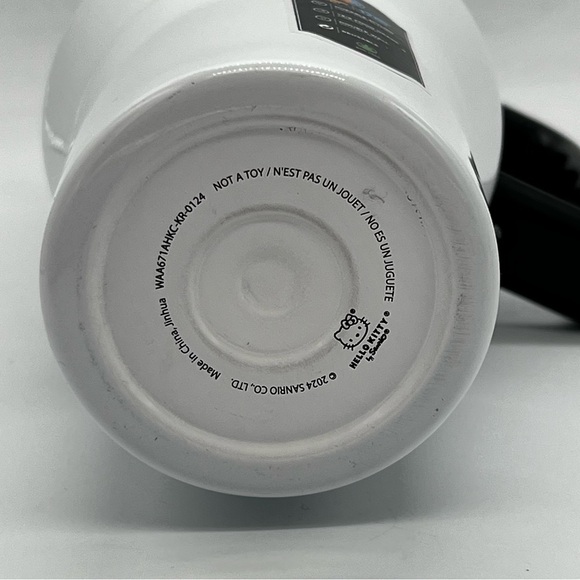 WAA671AHKC-KR-0124
NOT A TOY / N'EST PAS UN JOUET / NO ES UN JUGUETE
HELLO KITTY®
by Sanrio®
© 2024 SANRIO CO., LTD.
Made in China, Jinhua